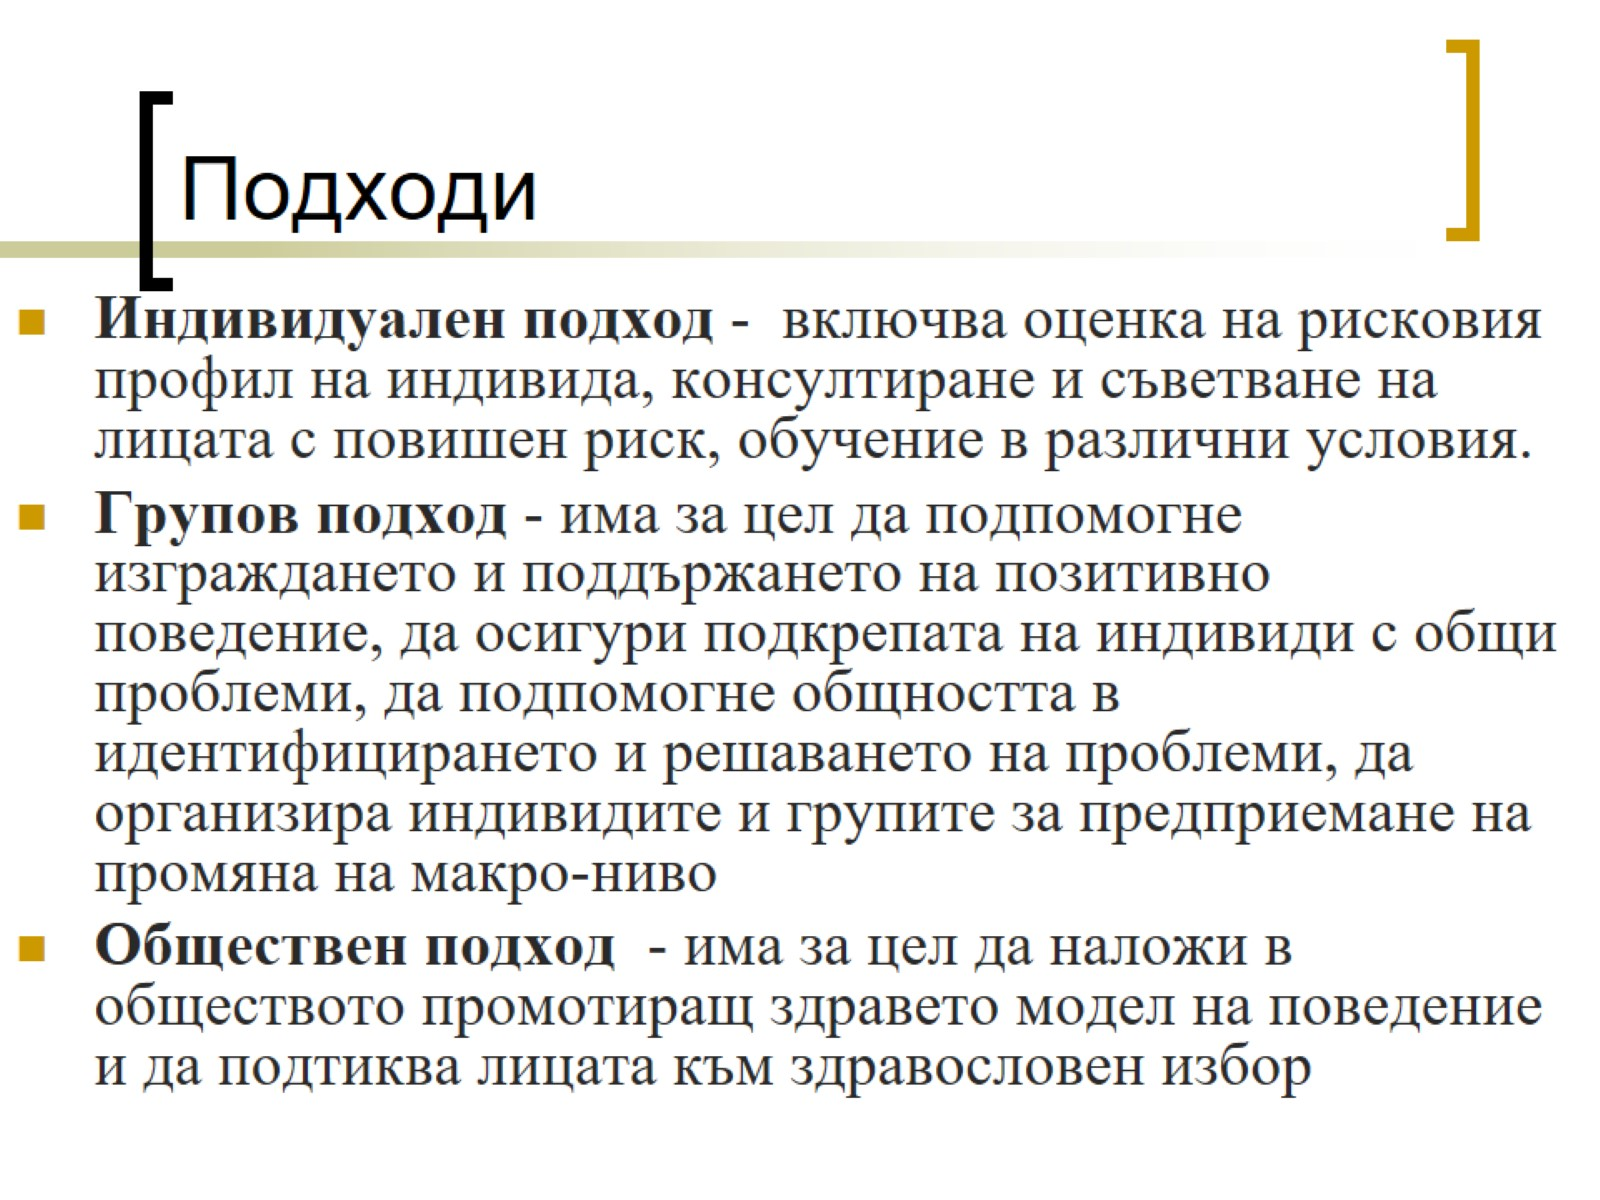 Подходи
Индивидуален подход -  включва оценка на рисковия
профил на индивида, консултиране и съветване на
лицата с повишен риск, обучение в различни условия.
Групов подход - има за цел да подпомогне
изграждането и поддържането на позитивно
поведение, да осигури подкрепата на индивиди с общи
проблеми, да подпомогне общността в
идентифицирането и решаването на проблеми, да
организира индивидите и групите за предприемане на
промяна на макро-ниво
Обществен подход  - има за цел да наложи в
обществото промотиращ здравето модел на поведение
и да подтиква лицата към здравословен избор